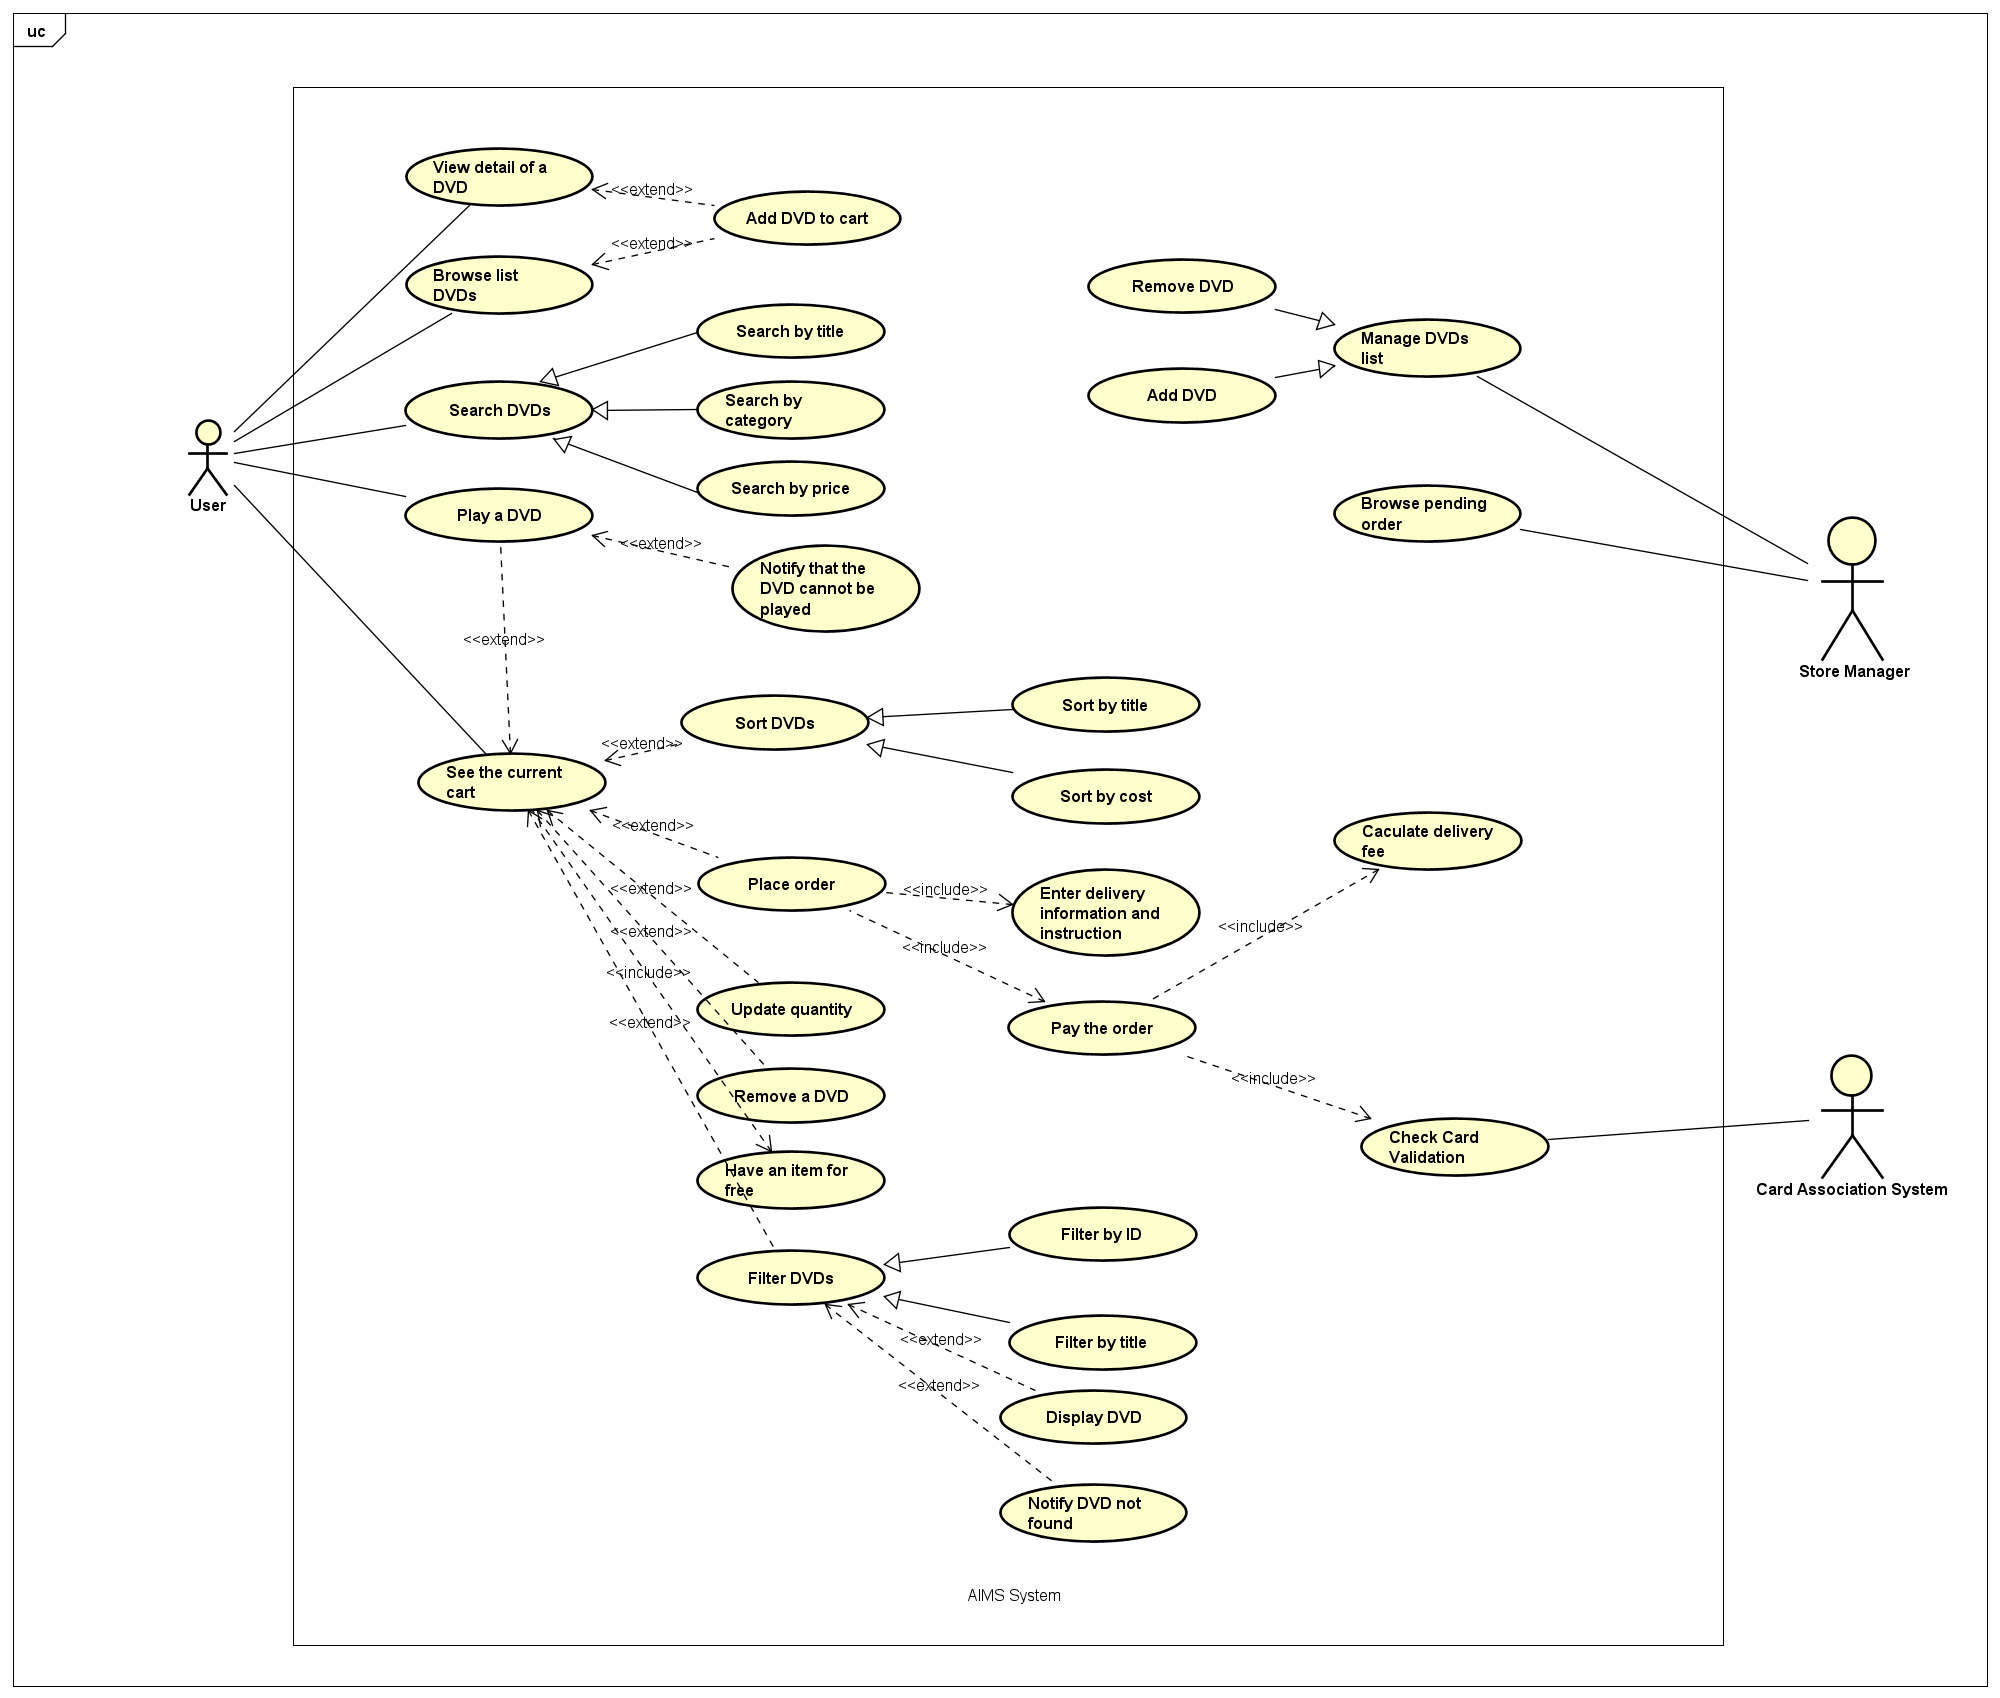 uc
View detail of a
DVD
<<extend>>
Add DVD to cart
<<extend>>
Browse list
DVDs
Remove DVD
Search by title
Manage DVDs
list
Add DVD
Search DVDs
Search by
category
Search by price
User
Play a DVD
<<extend>>
Notify that the
DVD cannot be
played
Browse pending
order
Store Manager
<<extend>>
Sort DVDs
Sort by title
<<extend>>
See the current
cart
Sort by cost
<<extend>>
Caculate delivery
fee
Place order
<<include>>
Enter delivery
information and
instruction
<<extend>>
<<extend>>
<<include>>
<<include>>
<<include>>
<<extend>>
Update quantity
Pay the order
<<include>>
Remove a DVD
Check Card
Validation
Card Association System
Have an item for
free
Filter by ID
Filter DVDs
Filter by title
<<extend>>
<<extend>>
Display DVD
Notify DVD not
found
AIMS System